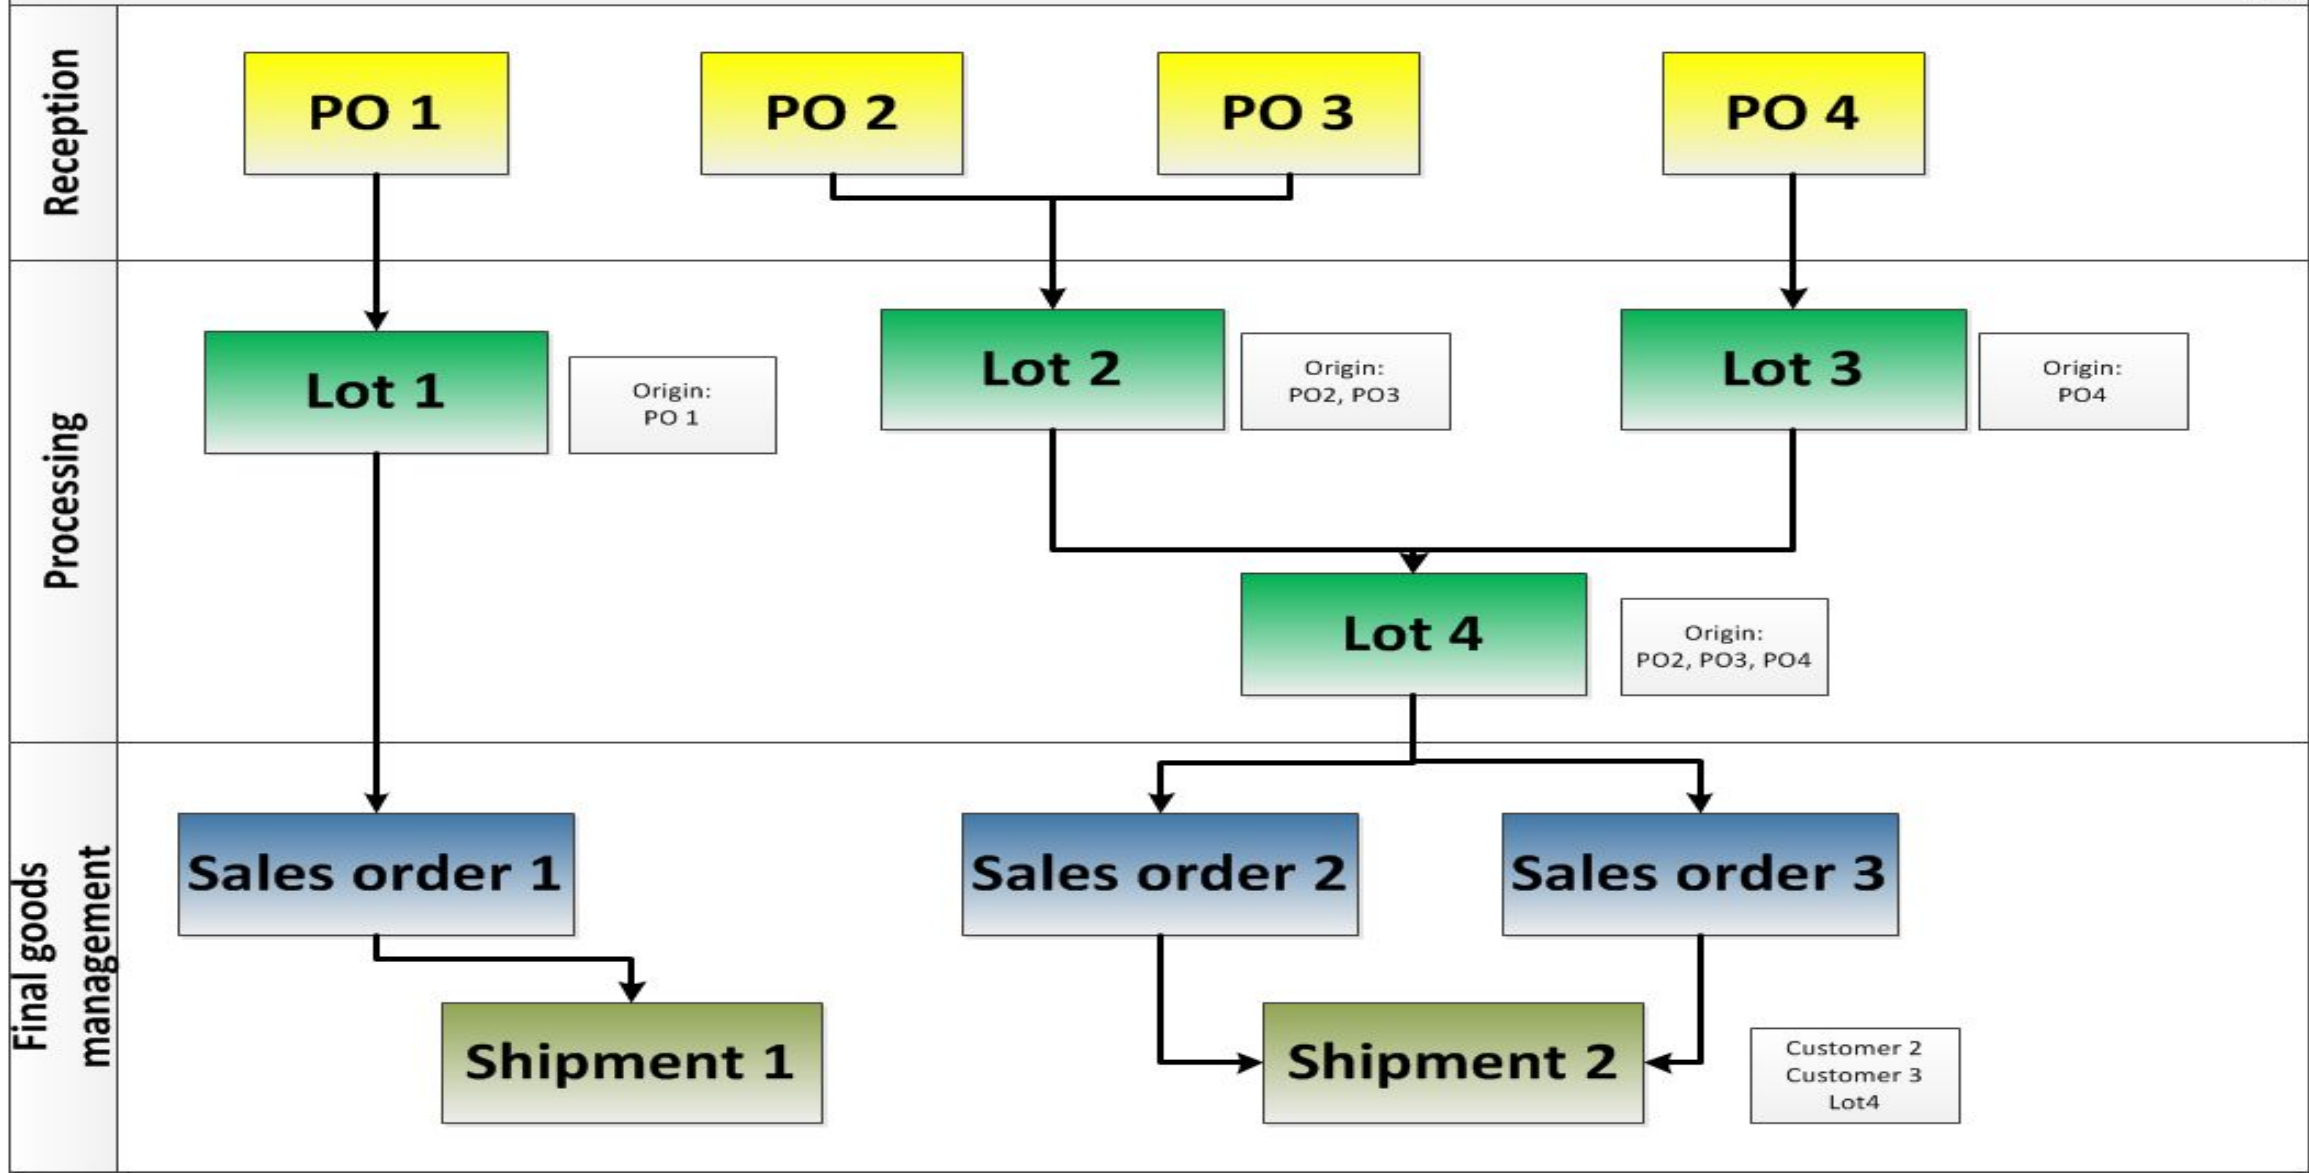 Reception
PO 1
PO 2
PO 3
PO 4
Processing
Lot 1
Origin:
PO 1
Lot 2
Origin:
PO2, PO3
Lot 3
Origin:
PO4
Lot 4
Origin:
PO2, PO3, PO4
Final goods
management
Sales order 1
Sales order 2
Sales order 3
Shipment 1
Shipment 2
Customer 2
Customer 3
Lot4